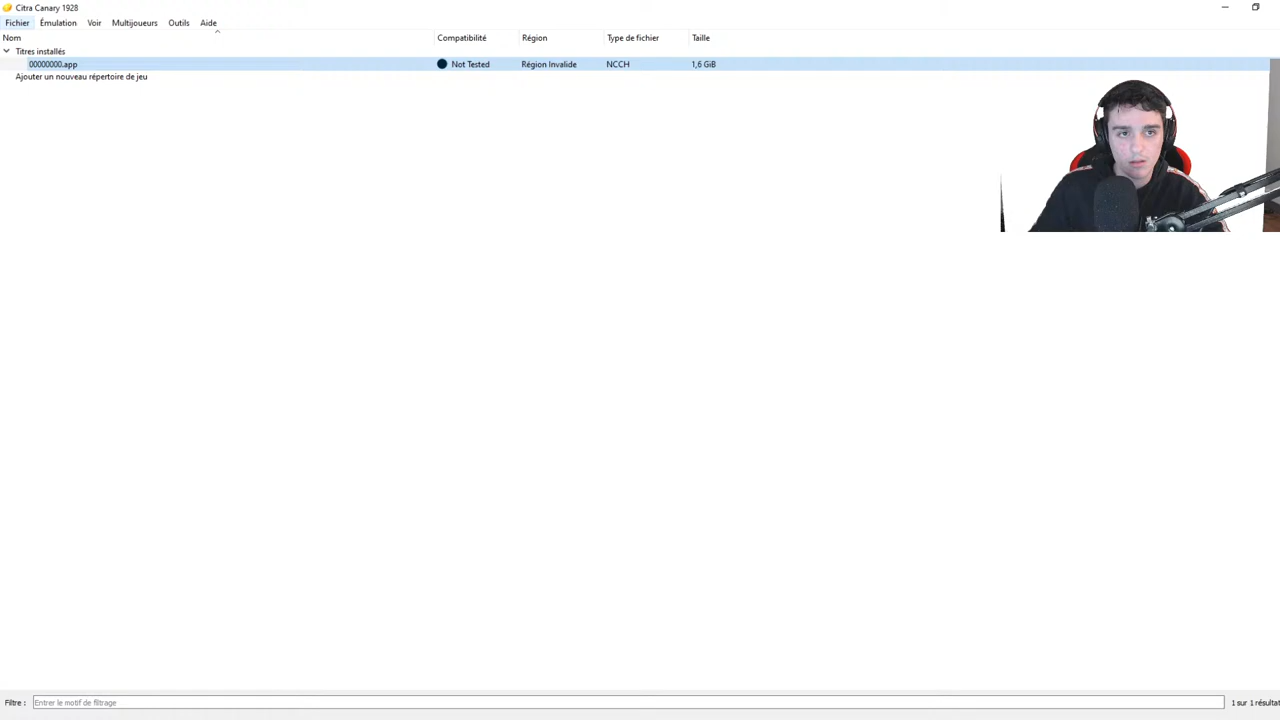 Citra Canary 1928
Fichier Émulation Voir Multijoueurs Outils Aide
Nom Compatibilité Région Type de fichier Taille
Titres installés
00000000.app Not Tested Région Invalide NCCH 1,6 GiB
Ajouter un nouveau répertoire de jeu
Filtre : Entrer le motif de filtrage 1 sur 1 résultat